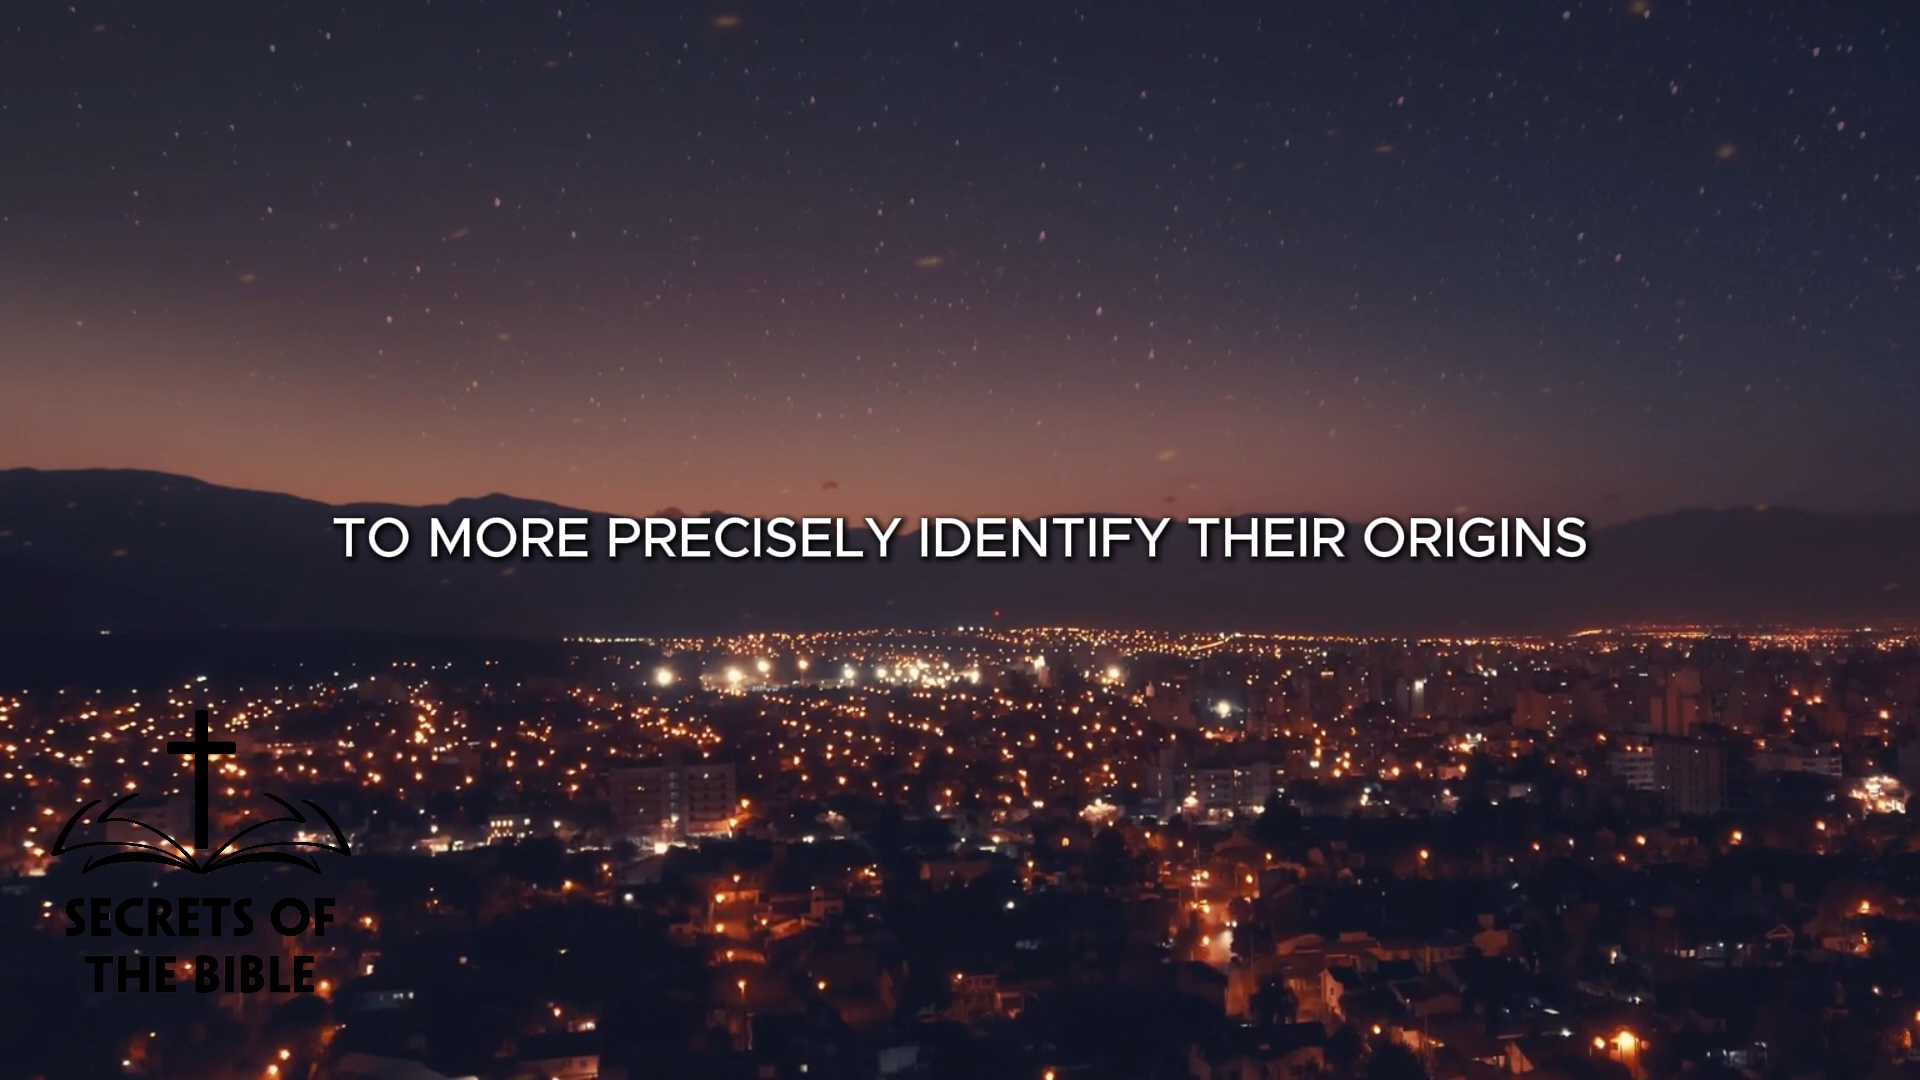 TO MORE PRECISELY IDENTIFY THEIR ORIGINS
SECRETS OF
THE BIBLE